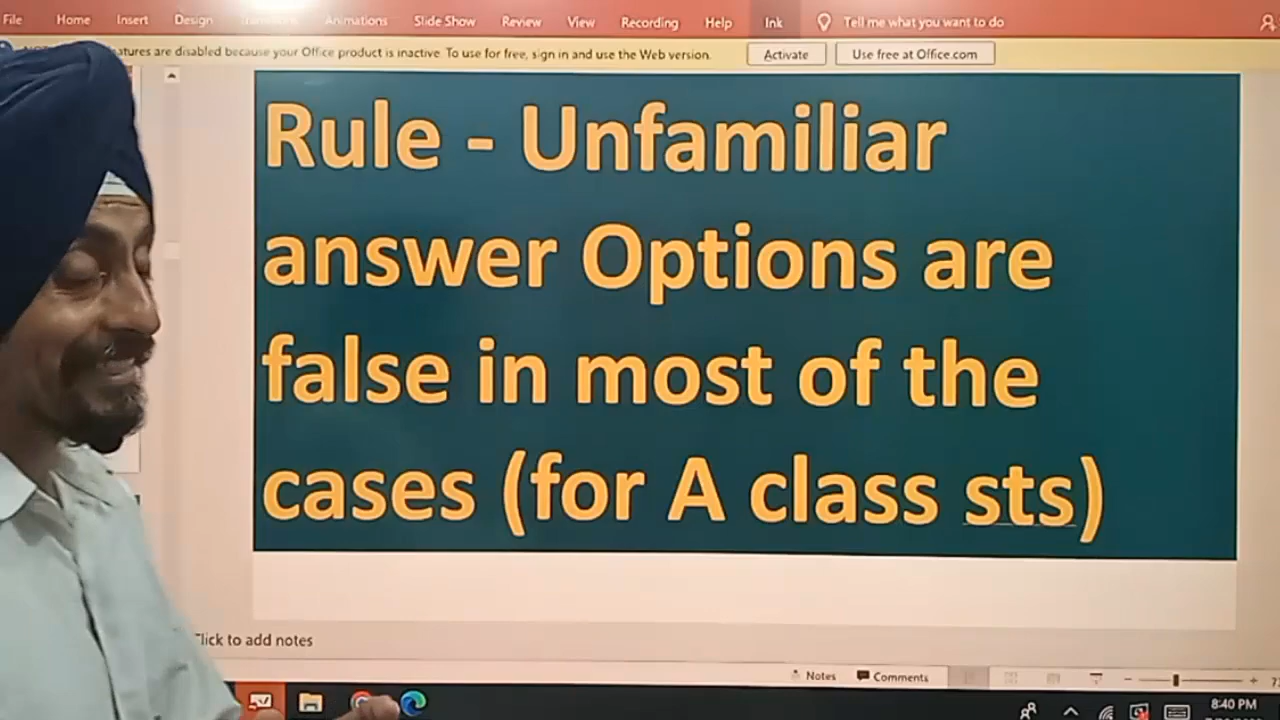 File Home Insert Design Animations Slide Show Review View Recording Help Ink Tell me what you want to do
atures are disabled because your Office product is inactive. To use for free, sign in and use the Web version. Activate Use free at Office.com
Rule - Unfamiliar
answer Options are
false in most of the
cases (for A class sts)
Click to add notes
Notes Comments
8:40 PM